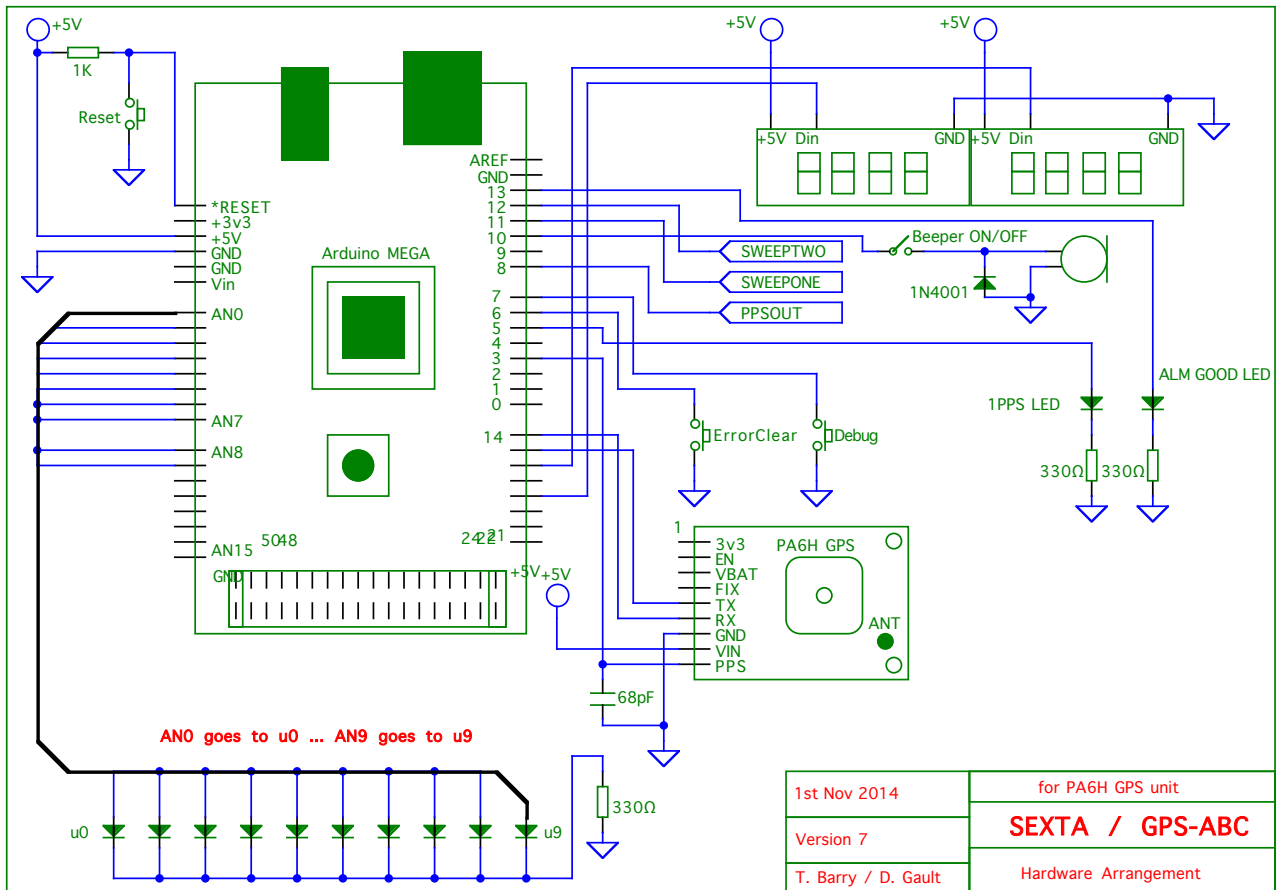 +5V
+5V
+5V
1K
Reset
+5V Din
GND
+5V Din
GND
AREF
GND
13
12
11
10
9
8
*RESET
+3v3
+5V
GND
GND
Vin
Arduino MEGA
SWEEPTWO
SWEEPONE
PPSOUT
Beeper ON/OFF
1N4001
AN0
7
6
5
4
3
2
1
0
ALM GOOD LED
1PPS LED
AN7
14
ErrorClear
Debug
AN8
330Ω
330Ω
1
3v3
EN
VBAT
FIX
TX
RX
GND
VIN
PPS
PA6H GPS
ANT
5048
24
22
21
AN15
GND
+5V
+5V
68pF
AN0 goes to u0 ... AN9 goes to u9
u0
u9
330Ω
1st Nov 2014
for PA6H GPS unit
Version 7
SEXTA / GPS-ABC
T. Barry / D. Gault
Hardware Arrangement